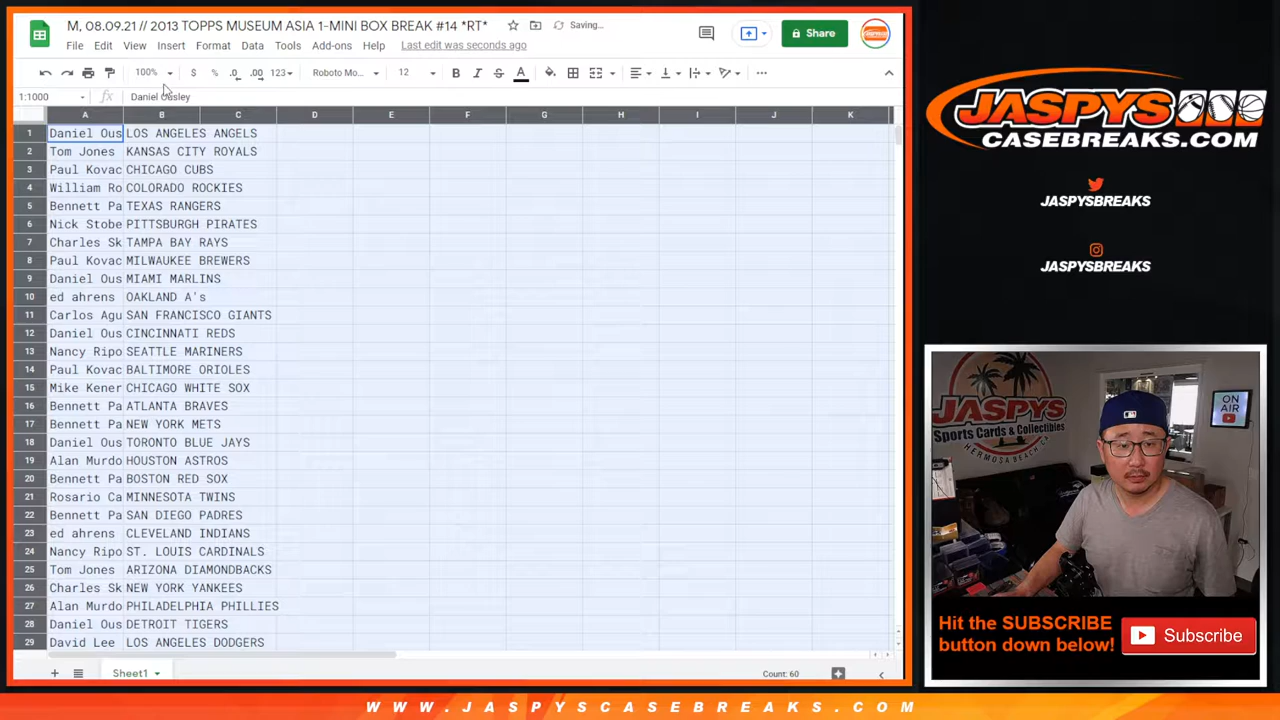 M, 08.09.21 // 2013 TOPPS MUSEUM ASIA 1-MINI BOX BREAK #14 *RT*
Saving...
File Edit View Insert Format Data Tools Add-ons Help Last edit was seconds ago
Share
100% $ % .0 .00 123 Roboto Mo... 12 B I S A
1:1000 fx Daniel Ousley
A B C D E F G H I J K
1 Daniel Ous LOS ANGELES ANGELS
2 Tom Jones KANSAS CITY ROYALS
3 Paul Kovac CHICAGO CUBS
4 William Ro COLORADO ROCKIES
5 Bennett Pa TEXAS RANGERS
6 Nick Stobe PITTSBURGH PIRATES
7 Charles Sk TAMPA BAY RAYS
8 Paul Kovac MILWAUKEE BREWERS
9 Daniel Ous MIAMI MARLINS
10 ed ahrens OAKLAND A's
11 Carlos Agu SAN FRANCISCO GIANTS
12 Daniel Ous CINCINNATI REDS
13 Nancy Ripo SEATTLE MARINERS
14 Paul Kovac BALTIMORE ORIOLES
15 Mike Kener CHICAGO WHITE SOX
16 Bennett Pa ATLANTA BRAVES
17 Bennett Pa NEW YORK METS
18 Daniel Ous TORONTO BLUE JAYS
19 Alan Murdo HOUSTON ASTROS
20 Bennett Pa BOSTON RED SOX
21 Rosario Ca MINNESOTA TWINS
22 Bennett Pa SAN DIEGO PADRES
23 ed ahrens CLEVELAND INDIANS
24 Nancy Ripo ST. LOUIS CARDINALS
25 Tom Jones ARIZONA DIAMONDBACKS
26 Charles Sk NEW YORK YANKEES
27 Alan Murdo PHILADELPHIA PHILLIES
28 Daniel Ous DETROIT TIGERS
29 David Lee LOS ANGELES DODGERS
Sheet1
Count: 60
JASPYS
CASEBREAKS.COM
JASPYSBREAKS
JASPYSBREAKS
JASPYS
Sports Cards & Collectibles
HERMOSA BEACH CA
ON
AIR
Hit the SUBSCRIBE
button down below!
Subscribe
WWW.JASPYSCASEBREAKS.COM